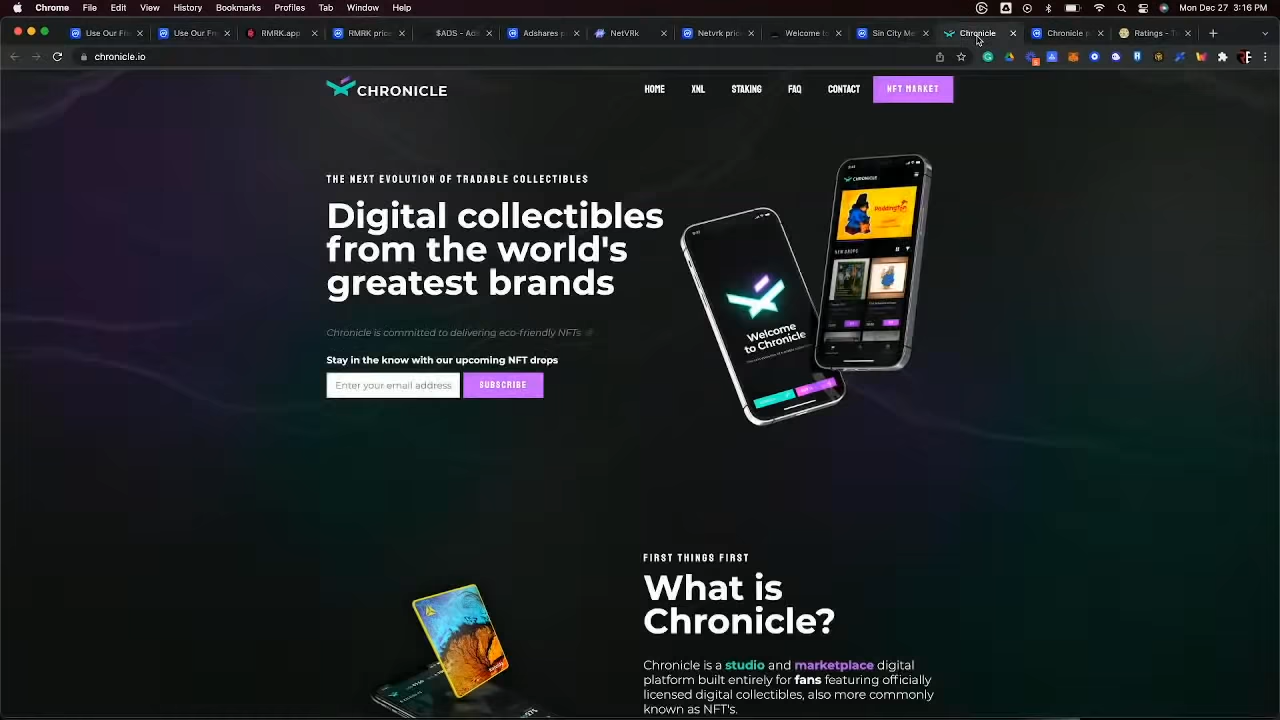 Chrome File Edit View History Bookmarks Profiles Tab Window Help Mon Dec 27 3:16 PM
Use Our Fr Use Our Fr RMRK.app RMRK pric $ADS - Ad Adshares p NetVRk Netvrk pric Welcome t Sin City Me Chronicle Chronicle p Ratings - T
chronicle.io
CHRONICLE
HOME XNL STAKING FAQ CONTACT NFT MARKET
THE NEXT EVOLUTION OF TRADABLE COLLECTIBLES
Digital collectibles
from the world's
greatest brands
Chronicle is committed to delivering eco-friendly NFTs
Stay in the know with our upcoming NFT drops
Enter your email address SUBSCRIBE
CHRONICLE
Welcome
to Chronicle
FIRST THINGS FIRST
What is
Chronicle?
Chronicle is a studio and marketplace digital
platform built entirely for fans featuring officially
licensed digital collectibles, also more commonly
known as NFT's.